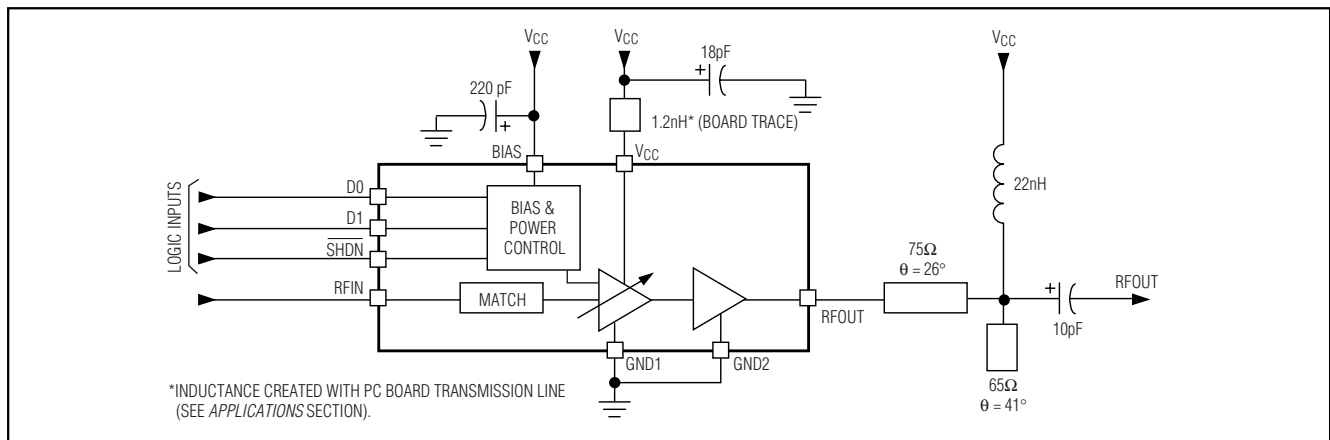 VCC
VCC
18pF
VCC
220 pF
+
+
1.2nH* (BOARD TRACE)
BIAS
VCC
LOGIC INPUTS
D0
D1
SHDN
RFIN
BIAS &
POWER
CONTROL
MATCH
22nH
75Ω
θ = 26°
RFOUT
+
RFOUT
10pF
GND1
GND2
65Ω
θ = 41°
*INDUCTANCE CREATED WITH PC BOARD TRANSMISSION LINE
(SEE APPLICATIONS SECTION).